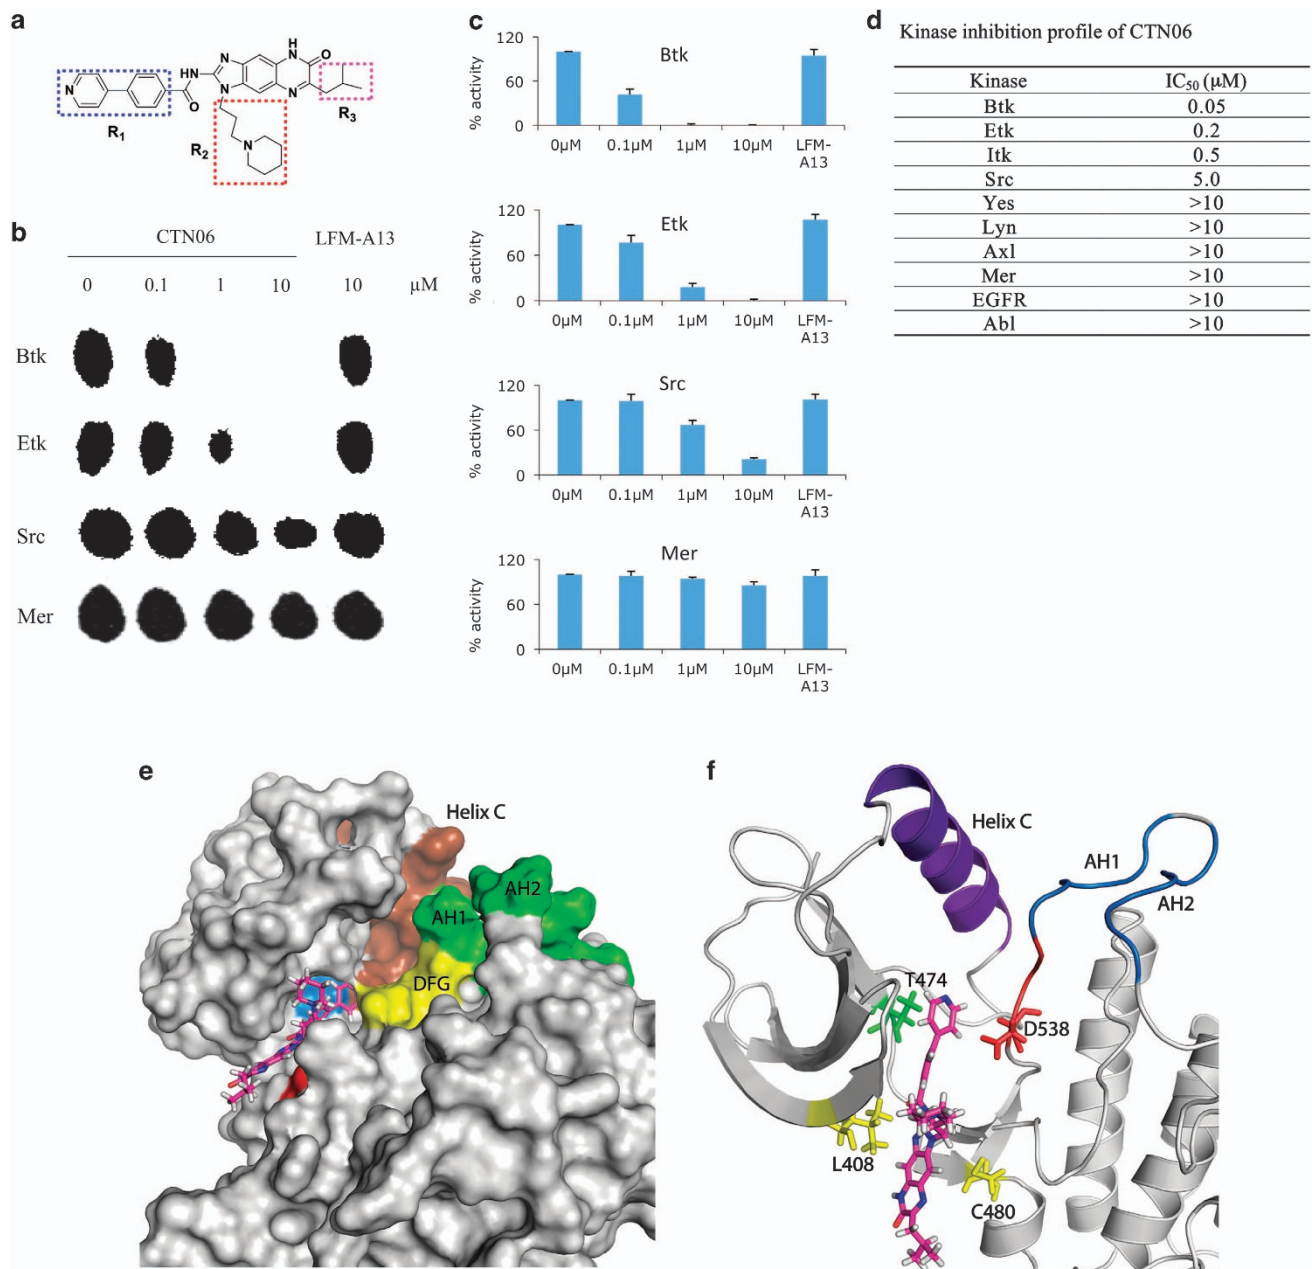 a
N
R₁
NH
O
N
N
R₂
N
H
N
O
N
R₃
b
CTN06 LFM-A13
0 0.1 1 10 10 μM
Btk
Etk
Src
Mer
c
Btk
% activity
120
60
0
0μM 0.1μM 1μM 10μM LFM-
A13
Etk
% activity
120
60
0
0μM 0.1μM 1μM 10μM LFM-
A13
Src
% activity
120
60
0
0μM 0.1μM 1μM 10μM LFM-
A13
Mer
% activity
120
60
0
0μM 0.1μM 1μM 10μM LFM-
A13
d Kinase inhibition profile of CTN06
Kinase IC₅₀ (μM)
Btk 0.05
Etk 0.2
Itk 0.5
Src 5.0
Yes >10
Lyn >10
Axl >10
Mer >10
EGFR >10
Abl >10
e
Helix C
AH2
AH1
DFG
f
Helix C
AH1
AH2
T474
D538
L408
C480